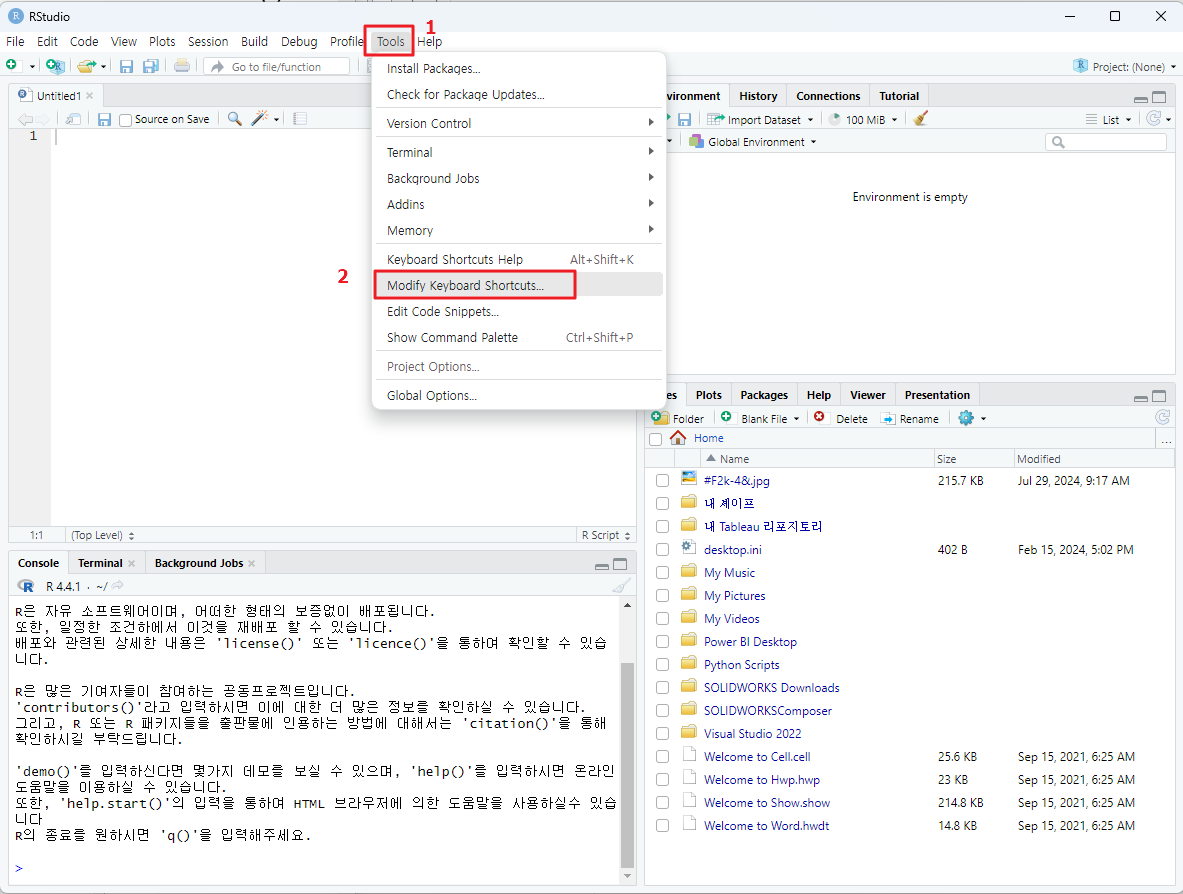 RStudio
File Edit Code View Plots Session Build Debug Profile Tools Help
1
Go to file/function
Project: (None)
Untitled1
Source on Save
1
1:1 (Top Level) R Script
Install Packages...
Check for Package Updates...
Version Control
Terminal
Background Jobs
Addins
Memory
Keyboard Shortcuts Help Alt+Shift+K
2
Modify Keyboard Shortcuts...
Edit Code Snippets...
Show Command Palette Ctrl+Shift+P
Project Options...
Global Options...
History Connections Tutorial
Import Dataset 100 MiB List
Global Environment
Environment is empty
Console Terminal Background Jobs
R 4.4.1 · ~/
R은 자유 소프트웨어이며, 어떠한 형태의 보증없이 배포됩니다.
또한, 일정한 조건하에서 이것을 재배포 할 수 있습니다.
배포와 관련된 상세한 내용은 'license()' 또는 'licence()'을 통하여 확인할 수 있습
니다.
R은 많은 기여자들이 참여하는 공동프로젝트입니다.
'contributors()'라고 입력하시면 이에 대한 더 많은 정보를 확인하실 수 있습니다.
그리고, R 또는 R 패키지들을 출판물에 인용하는 방법에 대해서는 'citation()'을 통해
확인하시길 부탁드립니다.
'demo()'를 입력하신다면 몇가지 데모를 보실 수 있으며, 'help()'를 입력하시면 온라인
도움말을 이용하실 수 있습니다.
또한, 'help.start()'의 입력을 통하여 HTML 브라우저에 의한 도움말을 사용하실수 있습
니다
R의 종료를 원하시면 'q()'을 입력해주세요.
>
Plots Packages Help Viewer Presentation
Folder Blank File Delete Rename
Home ...
Name Size Modified
#F2k-4&.jpg 215.7 KB Jul 29, 2024, 9:17 AM
내 셰이프
내 Tableau 리포지토리
desktop.ini 402 B Feb 15, 2024, 5:02 PM
My Music
My Pictures
My Videos
Power BI Desktop
Python Scripts
SOLIDWORKS Downloads
SOLIDWORKSComposer
Visual Studio 2022
Welcome to Cell.cell 25.6 KB Sep 15, 2021, 6:25 AM
Welcome to Hwp.hwp 23 KB Sep 15, 2021, 6:25 AM
Welcome to Show.show 214.8 KB Sep 15, 2021, 6:25 AM
Welcome to Word.hwdt 14.8 KB Sep 15, 2021, 6:25 AM